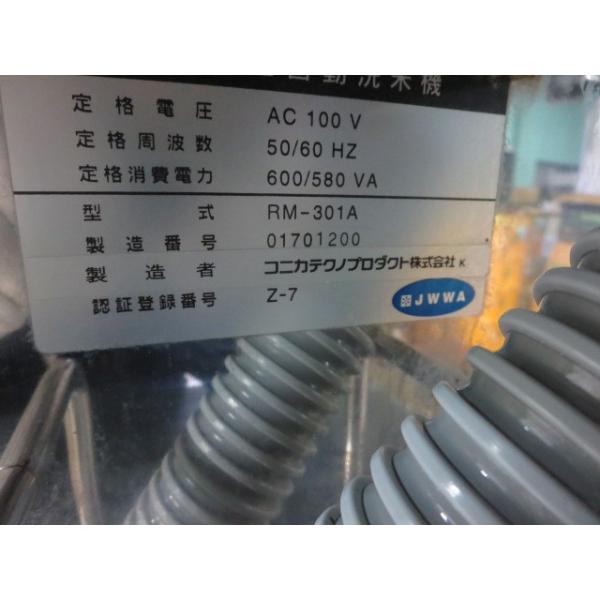 自動洗米機
定格電圧 AC 100 V
定格周波数 50/60 HZ
定格消費電力 600/580 VA
型式 RM-301A
製造番号 01701200
製造者 コニカテクノプロダクト株式会社 K
認証登録番号 Z-7 JWWA